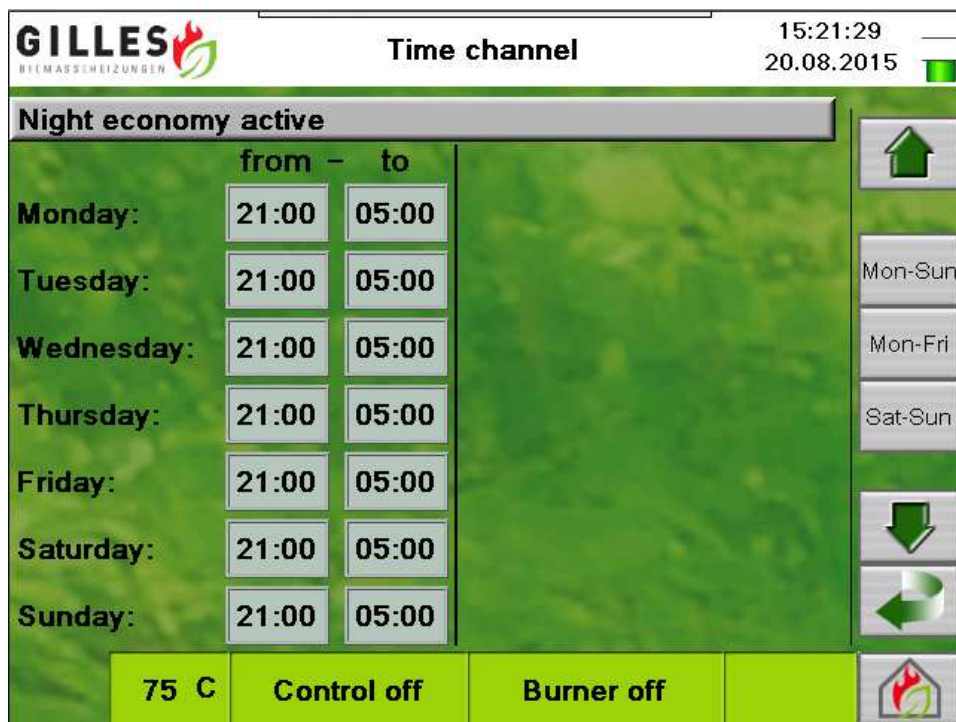 GILLES
BIOMASSEHEIZUNGEN
Time channel
15:21:29
20.08.2015
Night economy active
from - to
Monday: 21:00 05:00
Tuesday: 21:00 05:00
Mon-Sun
Wednesday: 21:00 05:00
Mon-Fri
Thursday: 21:00 05:00
Sat-Sun
Friday: 21:00 05:00
Saturday: 21:00 05:00
Sunday: 21:00 05:00
75 C Control off Burner off